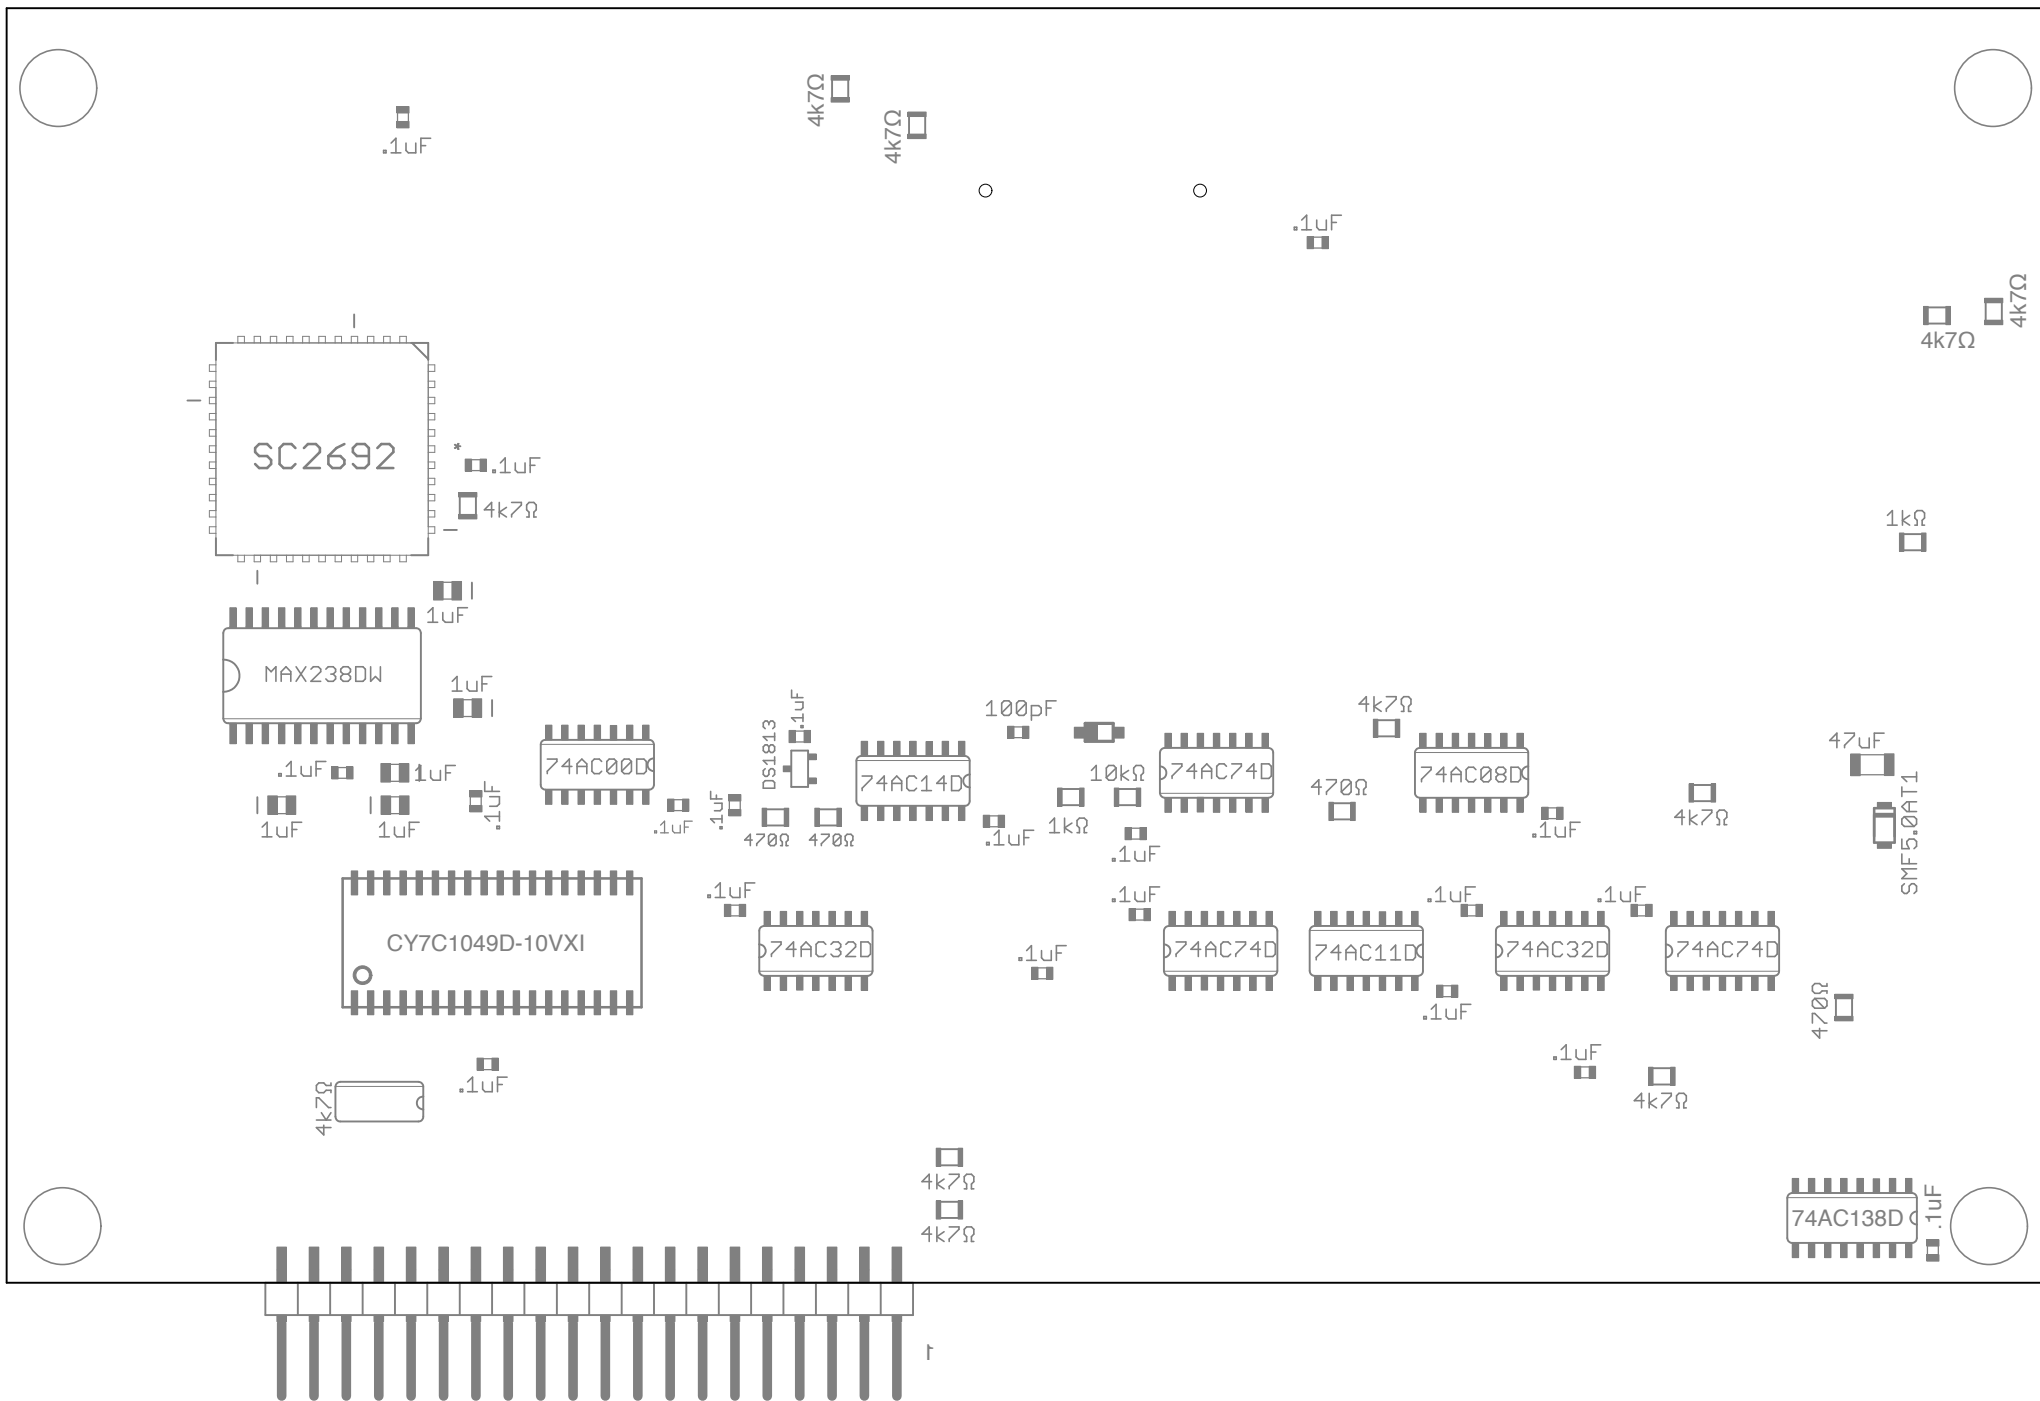 4k7Ω
4k7Ω
.1uF
.1uF
4k7Ω
4k7Ω
SC2692
*
.1uF
4k7Ω
1kΩ
1uF
MAX238DW
1uF
.1uF
1uF
1uF
1uF
.1uF
74AC00D
.1uF
.1uF
DS1813
.1uF
470Ω
470Ω
74AC14D
100pF
.1uF
1kΩ
10kΩ
74AC74D
.1uF
4k7Ω
470Ω
74AC08D
.1uF
4k7Ω
47uF
SMF5.0AT1
CY7C1049D-10VXI
.1uF
74AC32D
.1uF
.1uF
74AC74D
74AC11D
.1uF
.1uF
74AC32D
.1uF
74AC74D
470Ω
.1uF
4k7Ω
4k7Ω
.1uF
4k7Ω
4k7Ω
74AC138D
.1uF
1